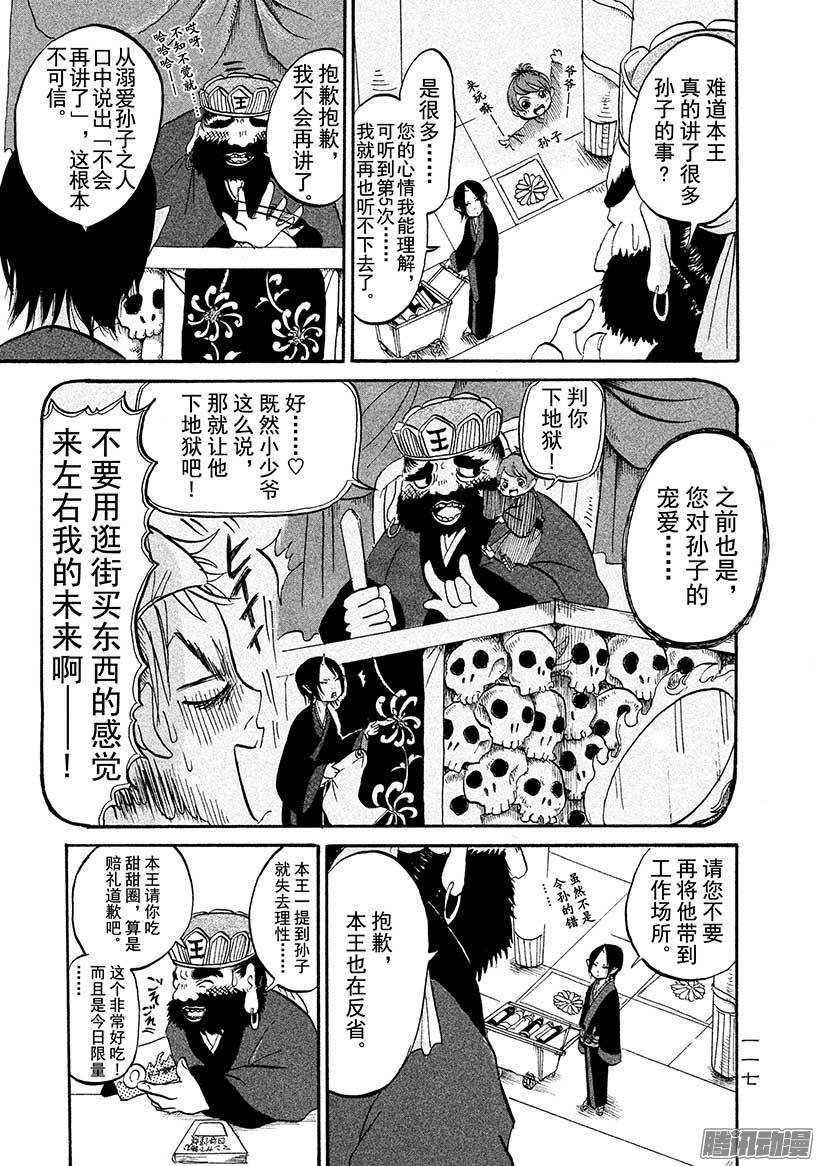 难道本王
真的讲了很多
孙子的事？
爷爷—
来玩嘛
孙子
是很多……
您的心情我能理解，
可听到第5次……
我就再也听不下去了。
哎呀，
不知不觉就…
哈哈哈—
王
抱歉抱歉，
我不会再讲了。
从溺爱孙子之人
口中说出「不会
再讲了」，这根本
不可信。
之前也是，
您对孙子的
宠爱……
判你
下地狱！
王
好……♡
既然小少爷
这么说，
那就让他
下地狱吧！
不要用逛街买东西的感觉
来左右我的未来啊——！
请您不要
再将他带到
工作场所。
虽然不是
令孙的错
……
抱歉，
本王也在反省。
本王一提到孙子
就失去理性……
王
本王请你吃
甜甜圈，算是
赔礼道歉吧。
这个非常好吃！
而且是今日限量
……
一一七
腾讯动漫